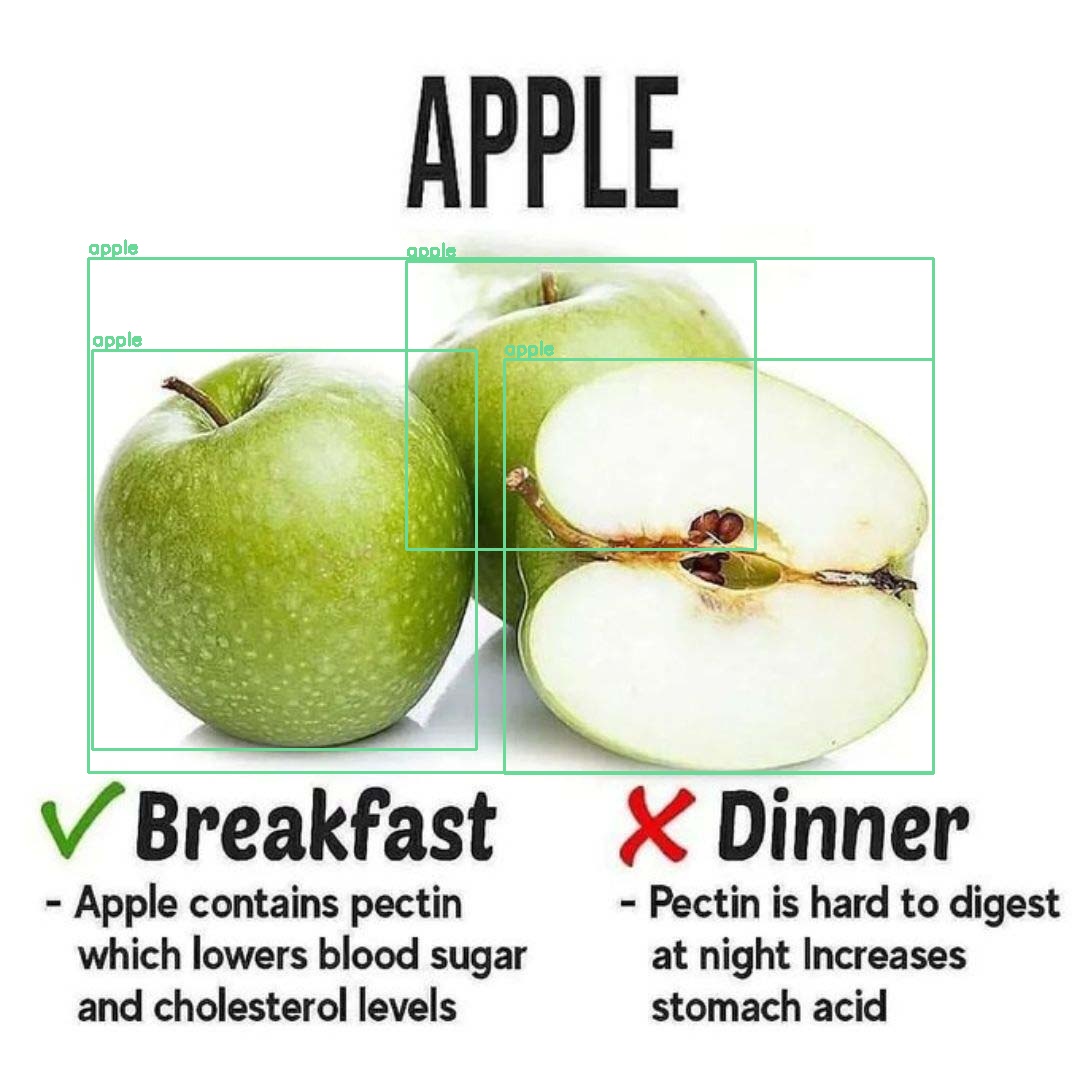 APPLE
apple
apple
apple
apple
Breakfast
- Apple contains pectin
which lowers blood sugar
and cholesterol levels
Dinner
- Pectin is hard to digest
at night Increases
stomach acid